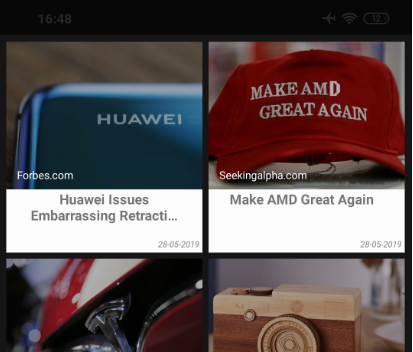 16:48
12
HUAWEI
Forbes.com
Huawei Issues
Embarrassing Retracti...
28-05-2019
MAKE AMD
GREAT AGAIN
Seekingalpha.com
Make AMD Great Again
28-05-2019